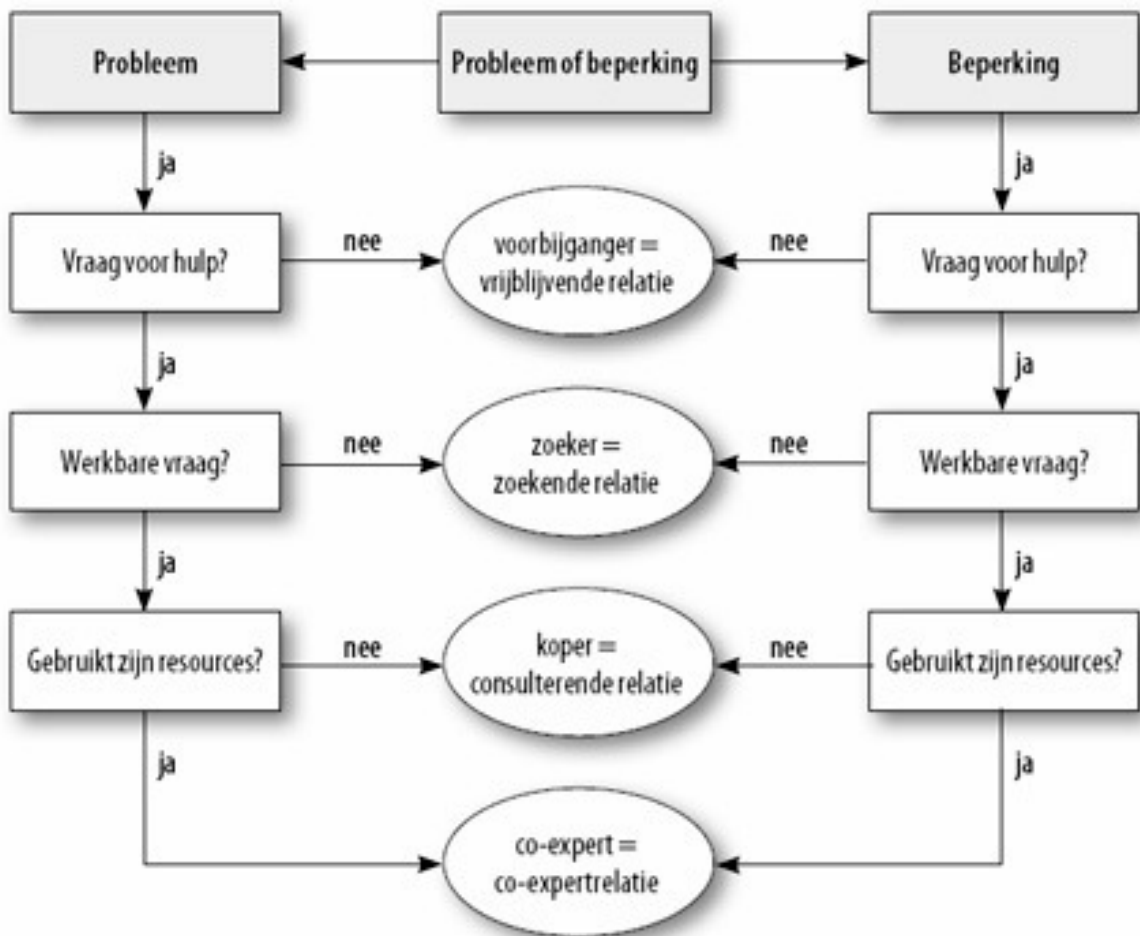 Probleem
Probleem of beperking
Beperking
ja
ja
Vraag voor hulp?
nee
voorbijganger =
vrijblijvende relatie
nee
Vraag voor hulp?
ja
ja
Werkbare vraag?
nee
zoeker =
zoekende relatie
nee
Werkbare vraag?
ja
ja
Gebruikt zijn resources?
nee
koper =
consulterende relatie
nee
Gebruikt zijn resources?
ja
ja
co-expert =
co-expertrelatie